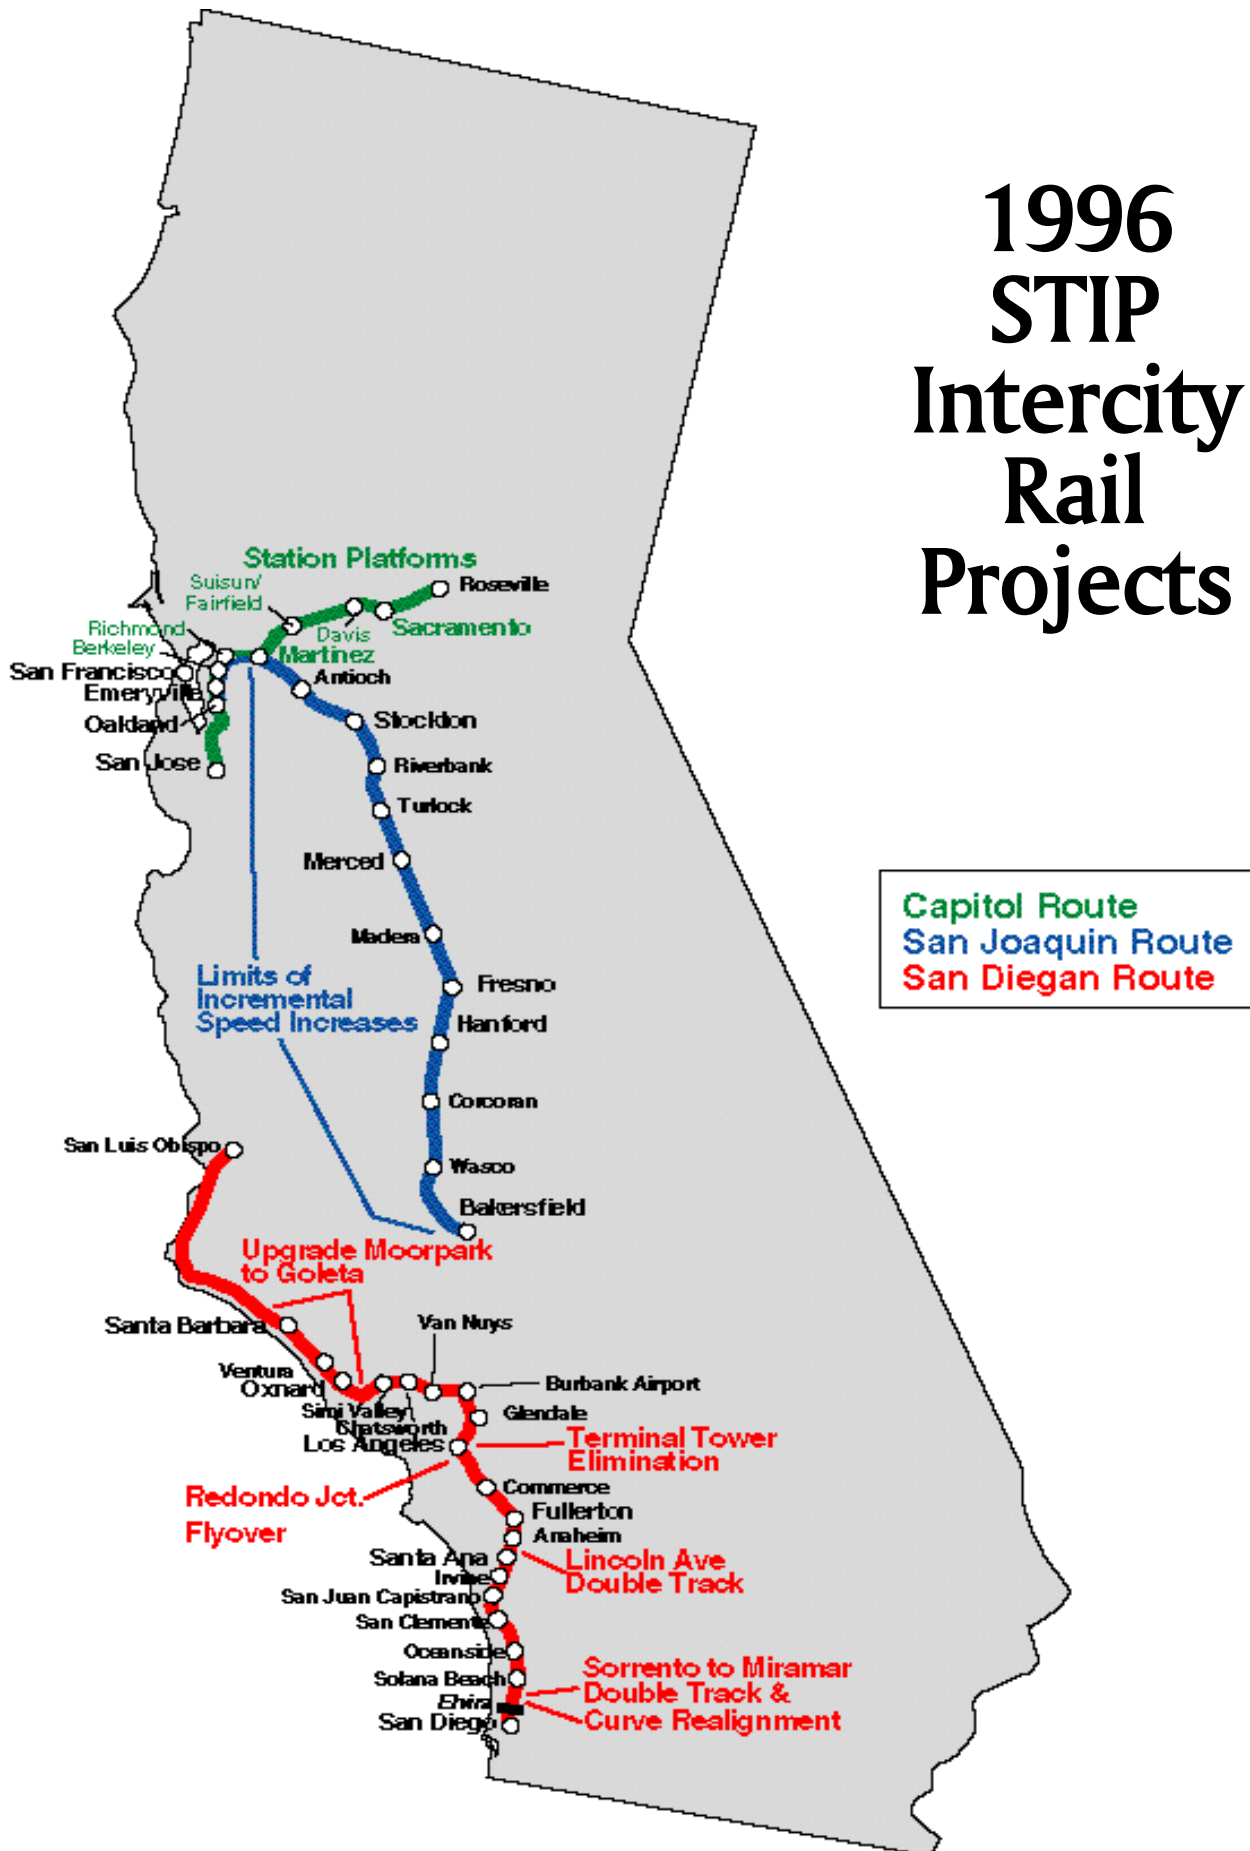 1996
STIP
Intercity
Rail
Projects
Station Platforms
Suisun/
Fairfield
Roseville
Richmond
Davis
Sacramento
Berkeley
Martinez
San Francisco
Antioch
Emeryville
Oakland
Stockton
San Jose
Riverbank
Turlock
Merced
Capitol Route
San Joaquin Route
San Diegan Route
Madera
Limits of
Incremental
Speed Increases
Fresno
Hanford
Corcoran
San Luis Obispo
Wasco
Bakersfield
Upgrade Moorpark
to Goleta
Santa Barbara
Van Nuys
Ventura
Oxnard
Burbank Airport
Simi Valley
Chatsworth
Glendale
Los Angeles
Terminal Tower
Elimination
Redondo Jct.
Flyover
Commerce
Fullerton
Anaheim
Santa Ana
Lincoln Ave
Double Track
Irvine
San Juan Capistrano
San Clemente
Oceanside
Solana Beach
Sorrento to Miramar
Double Track &
Curve Realignment
San Diego